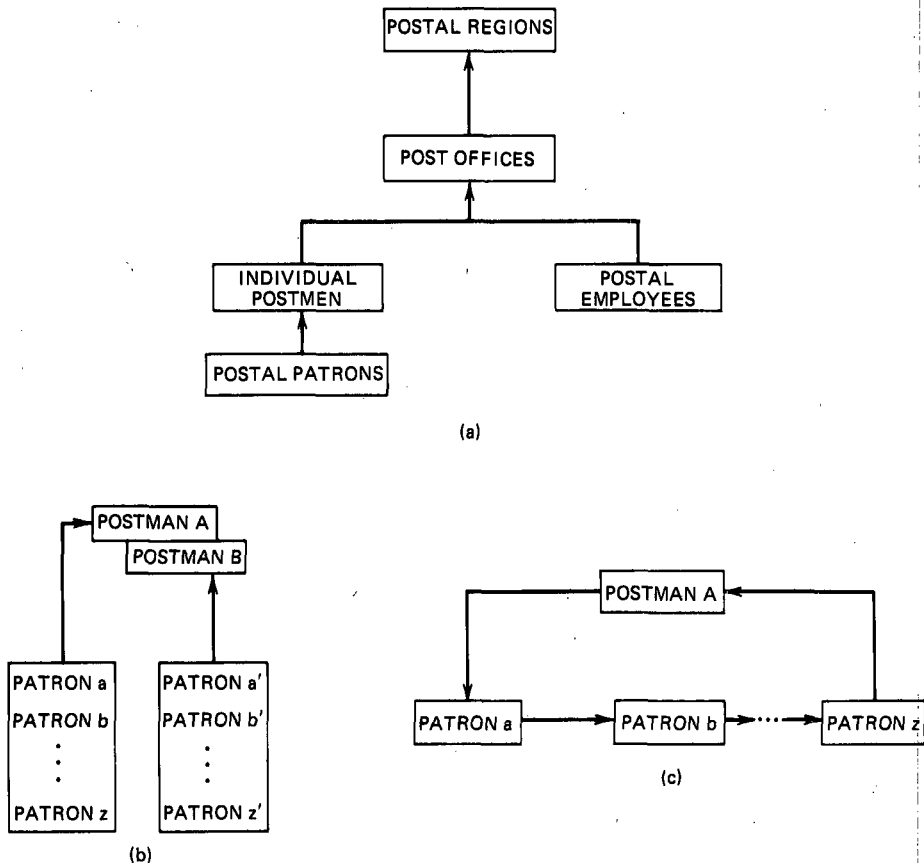 POSTAL REGIONS
POST OFFICES
INDIVIDUAL
POSTMEN
POSTAL
EMPLOYEES
POSTAL PATRONS
(a)
POSTMAN A
POSTMAN B
PATRON a
PATRON b
PATRON z
PATRON a'
PATRON b'
PATRON z'
(b)
POSTMAN A
PATRON a
PATRON b
PATRON z
(c)